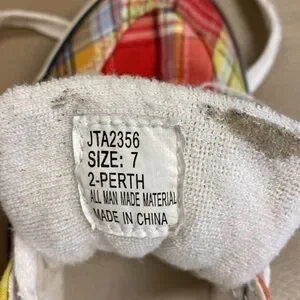 JTA2356
SIZE: 7
2-PERTH
ALL MAN MADE MATERIAL
MADE IN CHINA